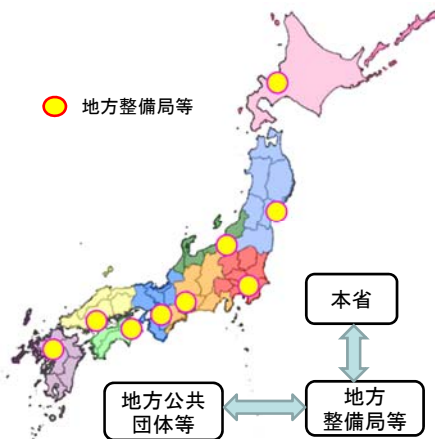 地方整備局等
本省
地方公共
団体等
地方
整備局等